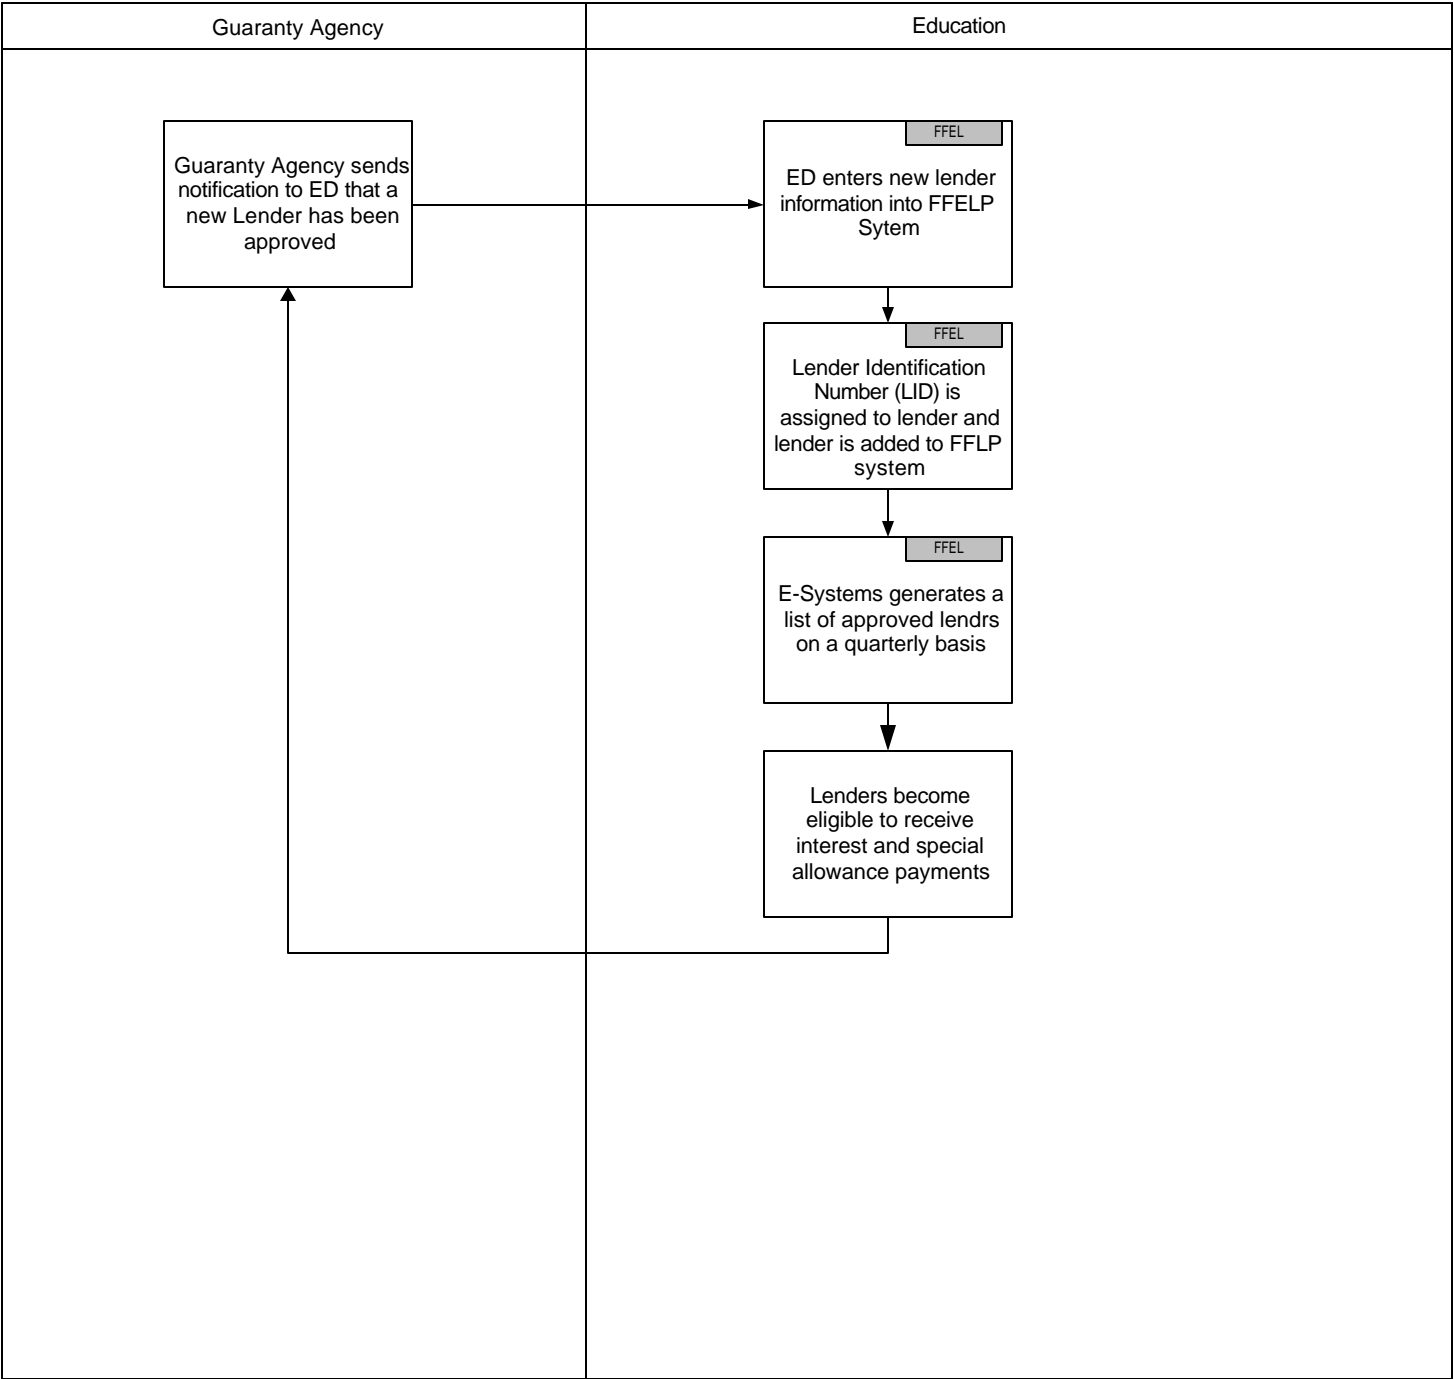 Guaranty Agency
Education
Guaranty Agency sends
notification to ED that a
new Lender has been
approved
FFEL
ED enters new lender
information into FFELP
Sytem
FFEL
Lender Identification
Number (LID) is
assigned to lender and
lender is added to FFLP
system
FFEL
E-Systems generates a
list of approved lendrs
on a quarterly basis
Lenders become
eligible to receive
interest and special
allowance payments